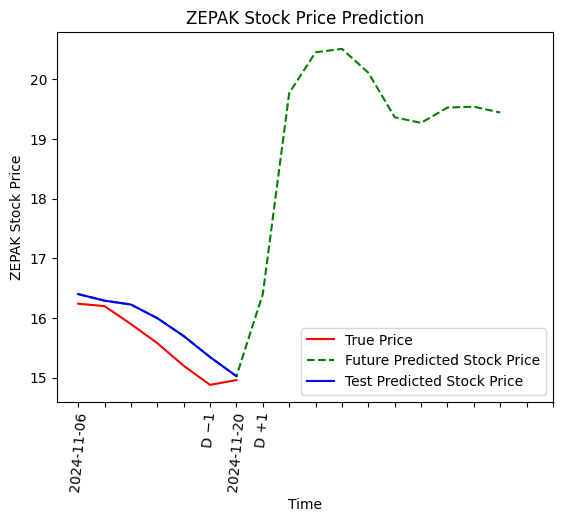 ZEPAK Stock Price Prediction
ZEPAK Stock Price
20
19
18
17
16
15
True Price
Future Predicted Stock Price
Test Predicted Stock Price
2024-11-06
D −1
2024-11-20
D +1
Time